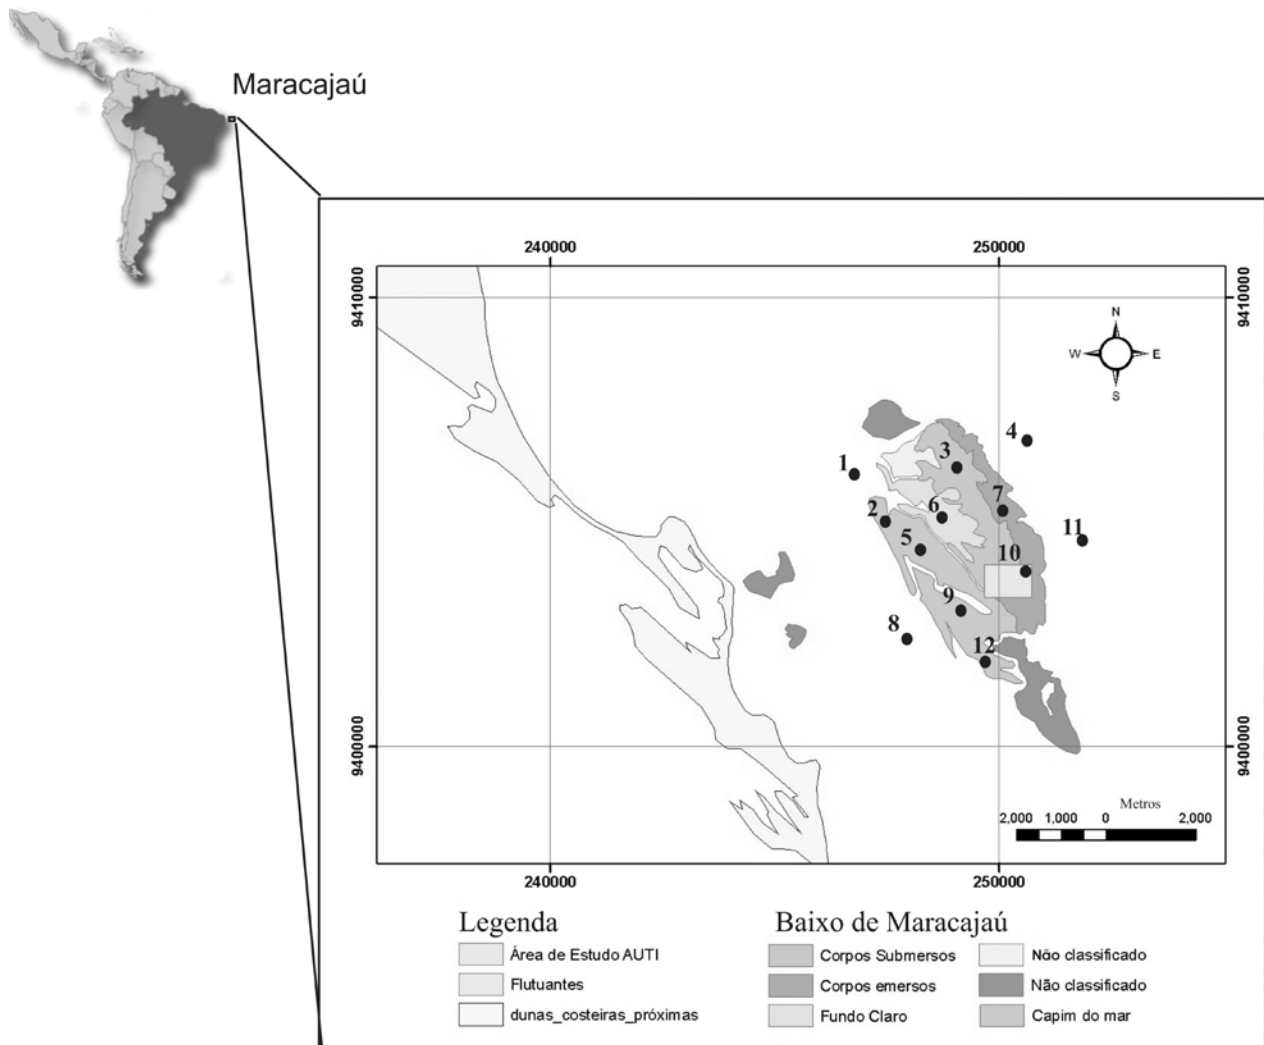 Maracajaú
240000
250000
9410000
9410000
N
W
E
S
4
3
1
7
2
6
11
5
10
9
8
12
9400000
9400000
Metros
2,000 1,000 0 2,000
240000
250000
Legenda
Área de Estudo AUTI
Flutuantes
dunas_costeiras_próximas
Baixo de Maracajaú
Corpos Submersos
Corpos emersos
Fundo Claro
Não classificado
Não classificado
Capim do mar